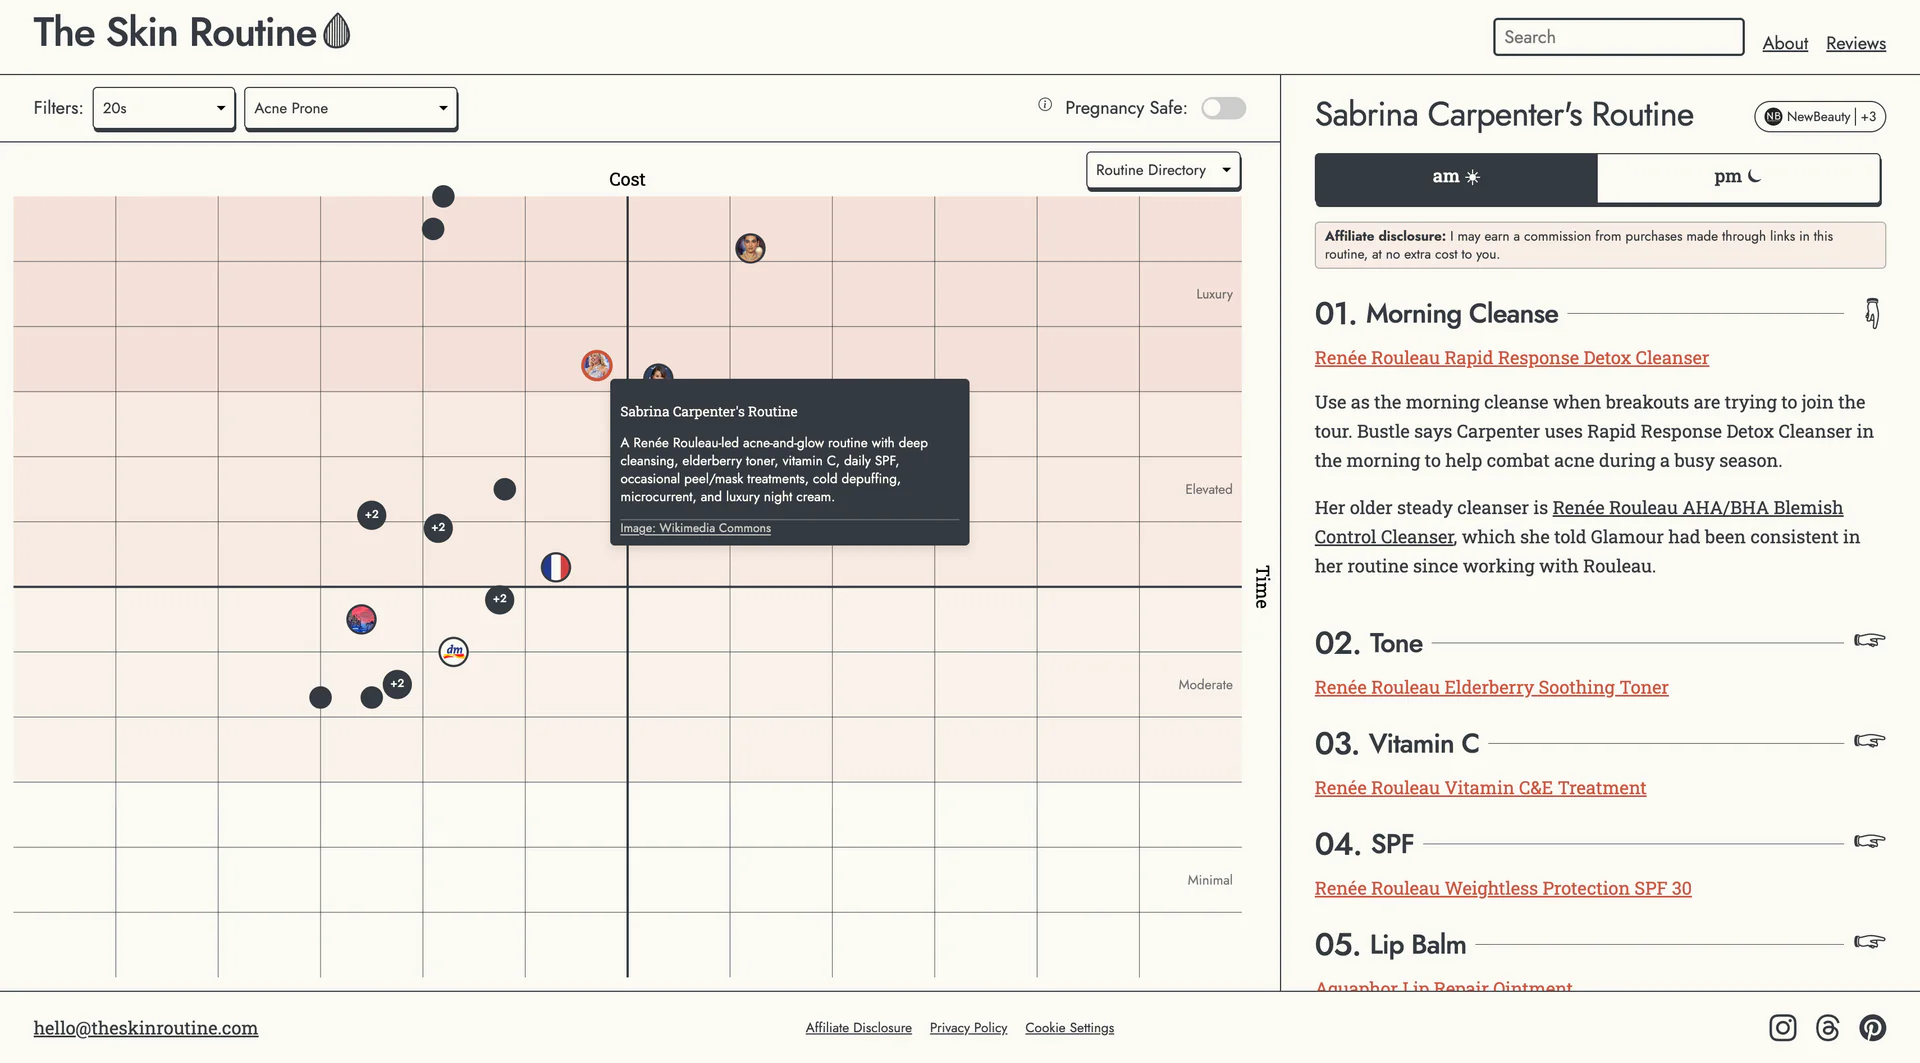 The Skin Routine
Search
About
Reviews
Filters:
20s
Acne Prone
Pregnancy Safe:
Routine Directory
Cost
Luxury
Elevated
Moderate
Minimal
Time
+2
+2
+2
dm
+2
Sabrina Carpenter's Routine
A Renée Rouleau-led acne-and-glow routine with deep
cleansing, elderberry toner, vitamin C, daily SPF,
occasional peel/mask treatments, cold depuffing,
microcurrent, and luxury night cream.
Image: Wikimedia Commons
Sabrina Carpenter's Routine
NB NewBeauty | +3
am
pm
Affiliate disclosure: I may earn a commission from purchases made through links in this
routine, at no extra cost to you.
01. Morning Cleanse
Renée Rouleau Rapid Response Detox Cleanser
Use as the morning cleanse when breakouts are trying to join the
tour. Bustle says Carpenter uses Rapid Response Detox Cleanser in
the morning to help combat acne during a busy season.
Her older steady cleanser is Renée Rouleau AHA/BHA Blemish
Control Cleanser, which she told Glamour had been consistent in
her routine since working with Rouleau.
02. Tone
Renée Rouleau Elderberry Soothing Toner
03. Vitamin C
Renée Rouleau Vitamin C&E Treatment
04. SPF
Renée Rouleau Weightless Protection SPF 30
05. Lip Balm
Aquaphor Lip Repair Ointment
hello@theskinroutine.com
Affiliate Disclosure
Privacy Policy
Cookie Settings